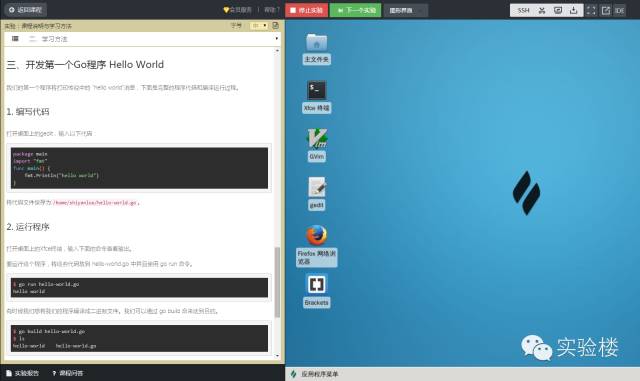 返回课程
会员服务 | 帮助?
停止实验
下一个实验
图形界面
SSH
IDE
实验：课程说明与学习方法
字号
中
二、学习方法
三、开发第一个Go程序 Hello World
我们的第一个程序将打印传说中的 "hello world"消息，下面是完整的程序代码和编译运行过程。
1. 编写代码
打开桌面上的gedit，输入以下代码：
package main
import "fmt"
func main() {
fmt.Println("hello world")
}
将代码文件保存为/home/shiyanlou/hello-world.go。
2. 运行程序
打开桌面上的Xfce终端，输入下面的命令查看输出。
要运行这个程序，将这些代码放到 hello-world.go 中并且使用 go run 命令。
$ go run hello-world.go
hello world
有时候我们想将我们的程序编译成二进制文件。我们可以通过 go build 命来达到目的。
$ go build hello-world.go
$ ls
hello-world hello-world.go
实验报告
? 课程问答
主文件夹
Xfce 终端
GVim
gedit
Firefox 网络浏
览器
Brackets
实验楼
应用程序菜单